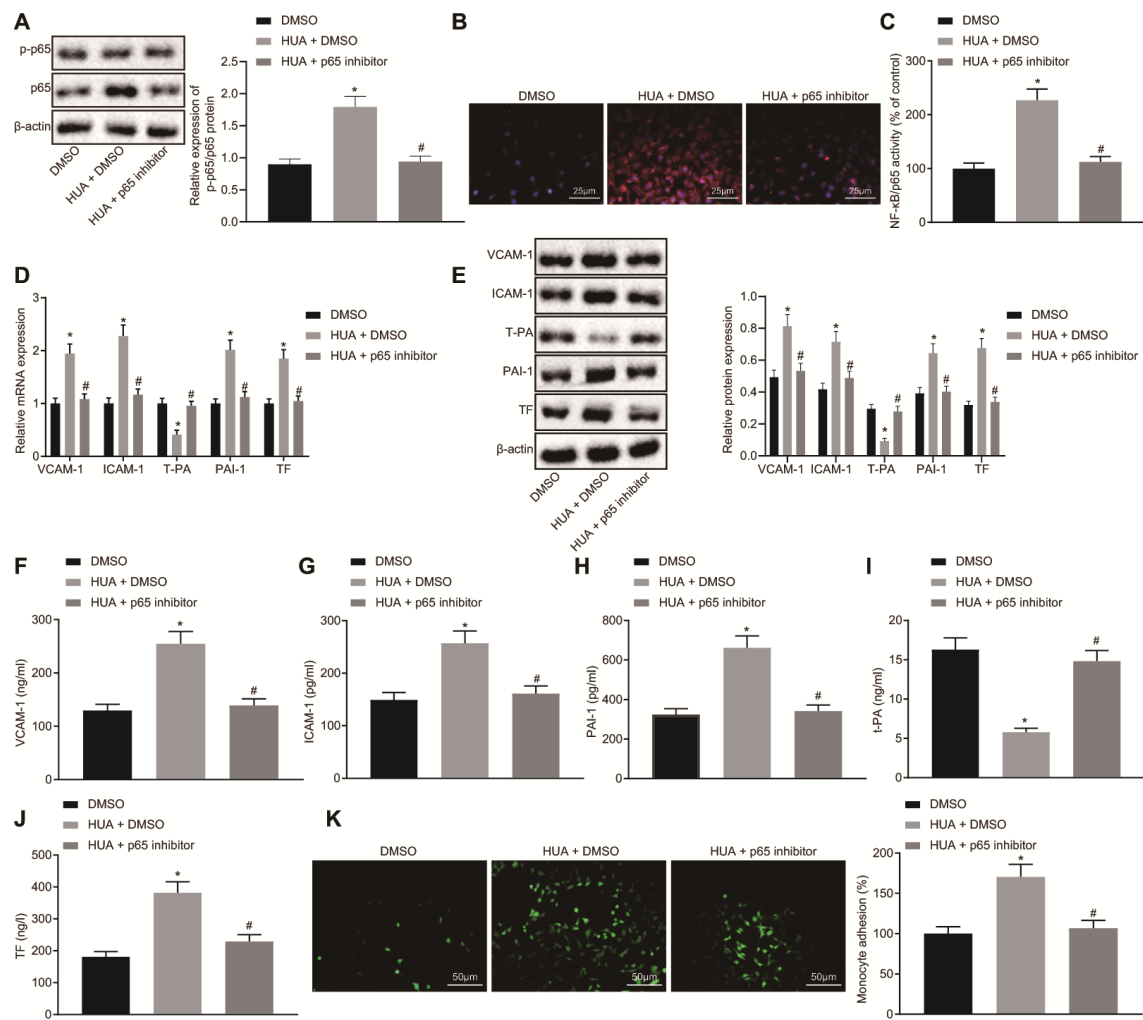 A
p-p65
p65
β-actin
DMSO
HUA + DMSO
HUA + p65 inhibitor
DMSO
HUA + DMSO
HUA + p65 inhibitor
Relative expression of
p-p65/p65 protein
2.5
2.0
1.5
1.0
0.5
0.0
*
#
B
DMSO
HUA + DMSO
HUA + p65 inhibitor
25μm
25μm
25μm
C
DMSO
HUA + DMSO
HUA + p65 inhibitor
NF-κB/p65 activity (% of control)
300
200
100
0
*
#
D
DMSO
HUA + DMSO
HUA + p65 inhibitor
Relative mRNA expression
3
2
1
0
*
#
*
#
*
#
*
#
*
#
VCAM-1 ICAM-1 T-PA PAI-1 TF
E
VCAM-1
ICAM-1
T-PA
PAI-1
TF
β-actin
DMSO
HUA + DMSO
HUA + p65 inhibitor
DMSO
HUA + DMSO
HUA + p65 inhibitor
Relative protein expression
1.0
0.8
0.6
0.4
0.2
0.0
*
#
*
#
*
#
*
#
*
#
VCAM-1 ICAM-1 T-PA PAI-1 TF
F
DMSO
HUA + DMSO
HUA + p65 inhibitor
VCAM-1 (ng/ml)
300
200
100
0
*
#
G
DMSO
HUA + DMSO
HUA + p65 inhibitor
ICAM-1 (pg/ml)
300
200
100
0
*
#
H
DMSO
HUA + DMSO
HUA + p65 inhibitor
PAI-1 (pg/ml)
800
600
400
200
0
*
#
I
DMSO
HUA + DMSO
HUA + p65 inhibitor
t-PA (ng/ml)
20
15
10
5
0
*
#
J
DMSO
HUA + DMSO
HUA + p65 inhibitor
TF (ng/l)
500
400
300
200
100
0
*
#
K
DMSO
HUA + DMSO
HUA + p65 inhibitor
50μm
50μm
50μm
DMSO
HUA + DMSO
HUA + p65 inhibitor
Monocyte adhesion (%)
200
150
100
50
0
*
#